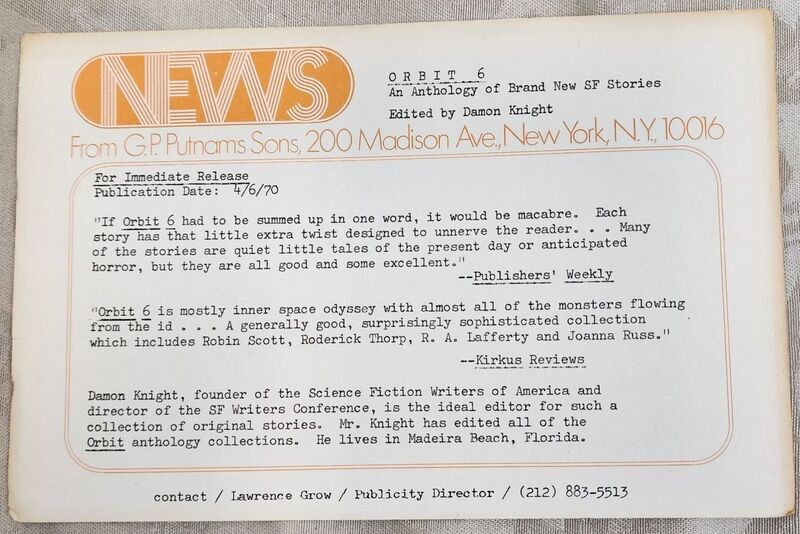 NEWS
ORBIT 6
An Anthology of Brand New SF Stories
Edited by Damon Knight
From G.P. Putnams Sons, 200 Madison Ave., New York, N.Y., 10016
For Immediate Release
Publication Date: 4/6/70
"If Orbit 6 had to be summed up in one word, it would be macabre. Each
story has that little extra twist designed to unnerve the reader. . . Many
of the stories are quiet little tales of the present day or anticipated
horror, but they are all good and some excellent."
--Publishers' Weekly
"Orbit 6 is mostly inner space odyssey with almost all of the monsters flowing
from the id . . . A generally good, surprisingly sophisticated collection
which includes Robin Scott, Roderick Thorp, R. A. Lafferty and Joanna Russ."
--Kirkus Reviews
Damon Knight, founder of the Science Fiction Writers of America and
director of the SF Writers Conference, is the ideal editor for such a
collection of original stories. Mr. Knight has edited all of the
Orbit anthology collections. He lives in Madeira Beach, Florida.
contact / Lawrence Grow / Publicity Director / (212) 883-5513